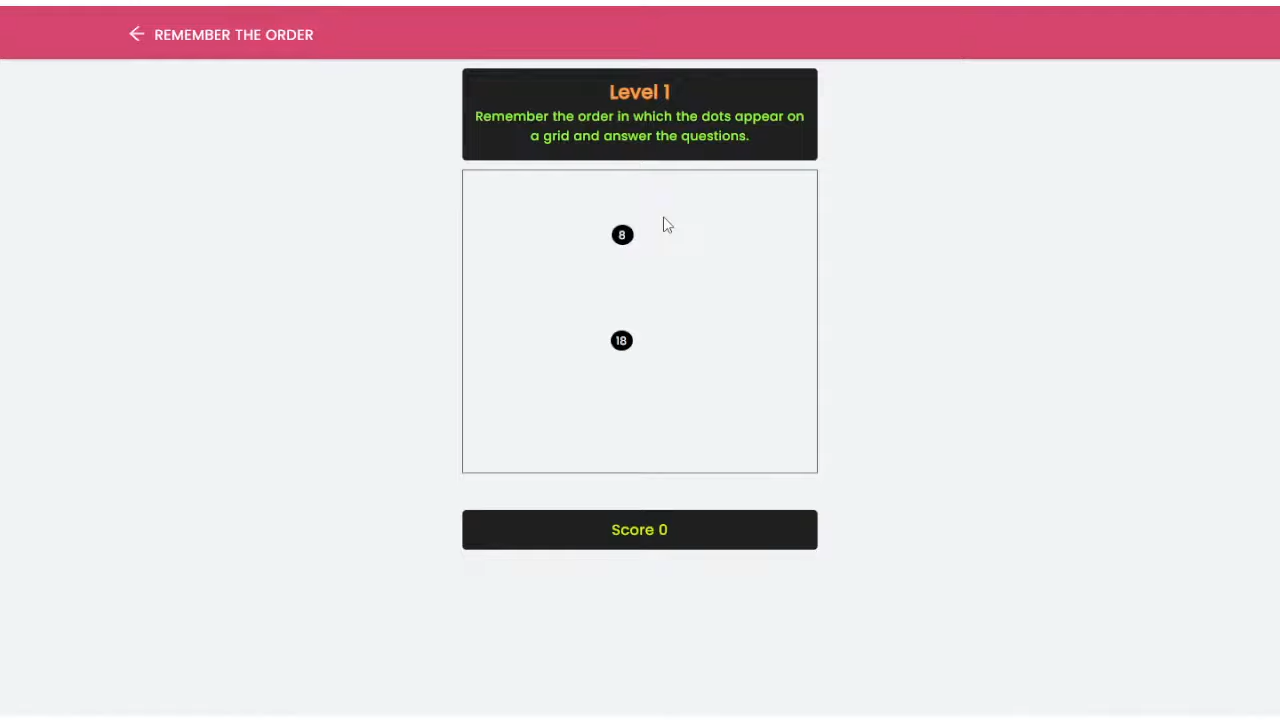 REMEMBER THE ORDER
Level 1
Remember the order in which the dots appear on
a grid and answer the questions.
8
18
Score 0